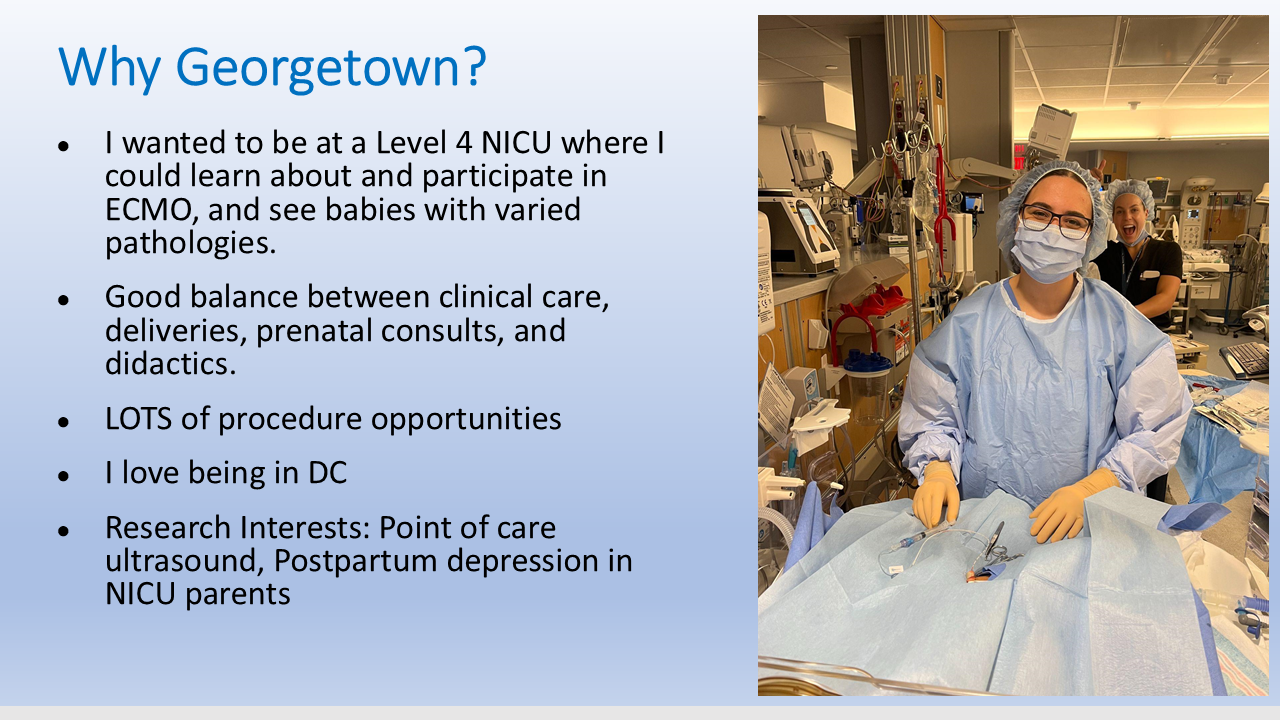 Why Georgetown?
• I wanted to be at a Level 4 NICU where I
could learn about and participate in
ECMO, and see babies with varied
pathologies.
• Good balance between clinical care,
deliveries, prenatal consults, and
didactics.
• LOTS of procedure opportunities
• I love being in DC
• Research Interests: Point of care
ultrasound, Postpartum depression in
NICU parents